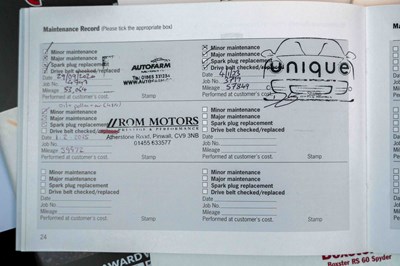 Maintenance Record (Please tick the appropriate box)
Minor maintenance
Major maintenance
Spark plug replacement
Drive belt checked/replaced
Date
Job No.
Mileage
Performed at customer's cost. Stamp
AUTOFARM
Minor maintenance
Major maintenance
Spark plug replacement
Drive belt checked/replaced
Date 4/1/23
Job No.
Mileage 57849
Performed at customer's cost.
unique
Minor maintenance
Major maintenance
Spark plug replacement
Drive belt checked/replaced
Date
Job No.
Mileage
Performed at customer's cost. Stamp
ROM MOTORS
PRESTIGE & PERFORMANCE
Atherstone Road, Pinwall, CV9 3NB
01455 633577
Minor maintenance
Major maintenance
Spark plug replacement
Drive belt checked/replaced
Date
Job No.
Mileage
Performed at customer's cost. Stamp
Minor maintenance
Major maintenance
Spark plug replacement
Drive belt checked/replaced
Date
Job No.
Mileage
Performed at customer's cost. Stamp
Minor maintenance
Major maintenance
Spark plug replacement
Drive belt checked/replaced
Date
Job No.
Mileage
Performed at customer's cost. Stamp
24
Boxster RS 60 Spyder